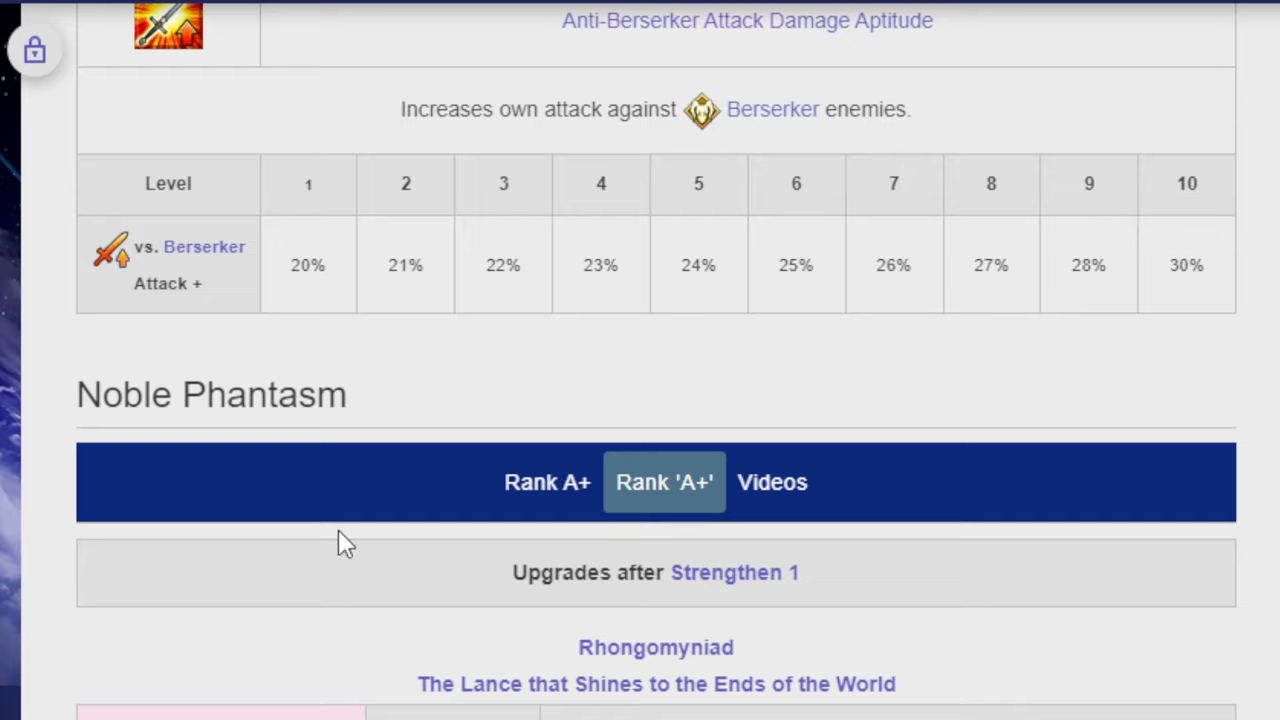 Anti-Berserker Attack Damage Aptitude
Increases own attack against Berserker enemies.
Level 1 2 3 4 5 6 7 8 9 10
vs. Berserker
Attack + 20% 21% 22% 23% 24% 25% 26% 27% 28% 30%
Noble Phantasm
Rank A+ Rank 'A+' Videos
Upgrades after Strengthen 1
Rhongomyniad
The Lance that Shines to the Ends of the World